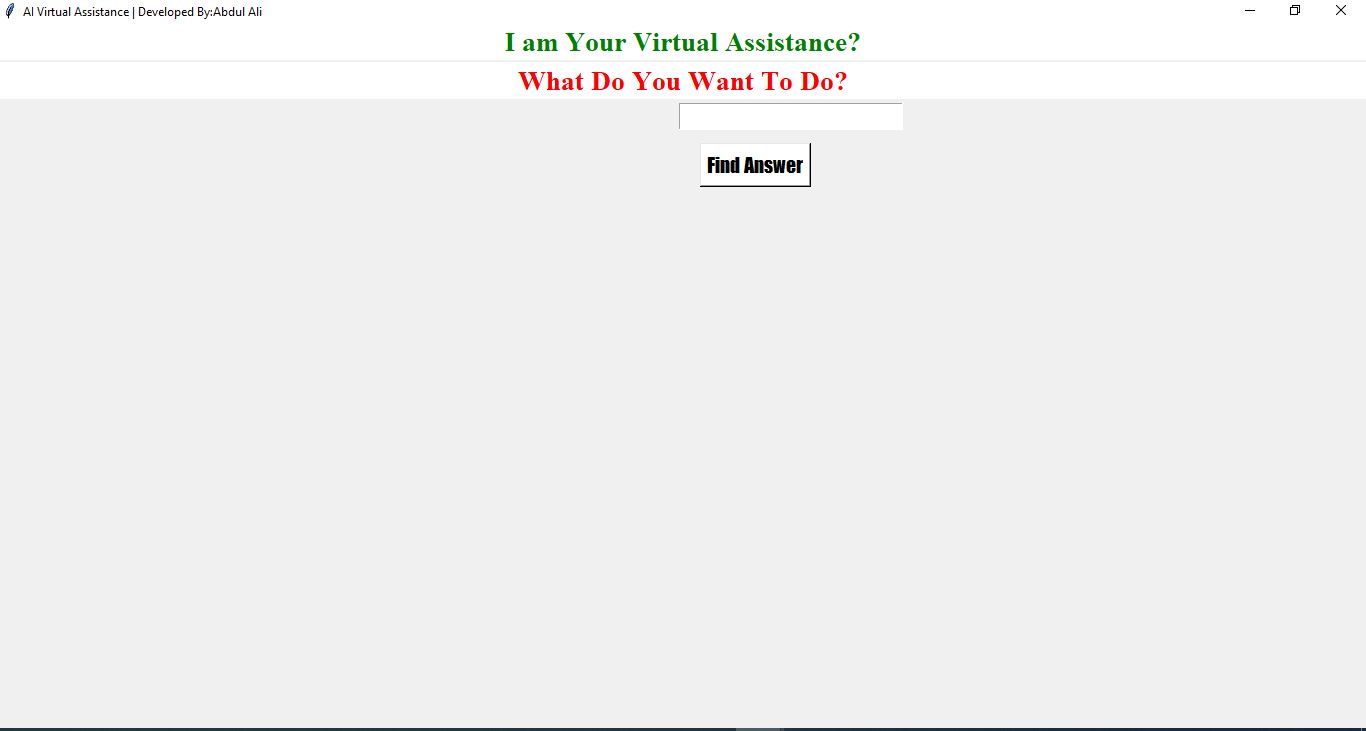 AI Virtual Assistance | Developed By:Abdul Ali
I am Your Virtual Assistance?
What Do You Want To Do?
Find Answer